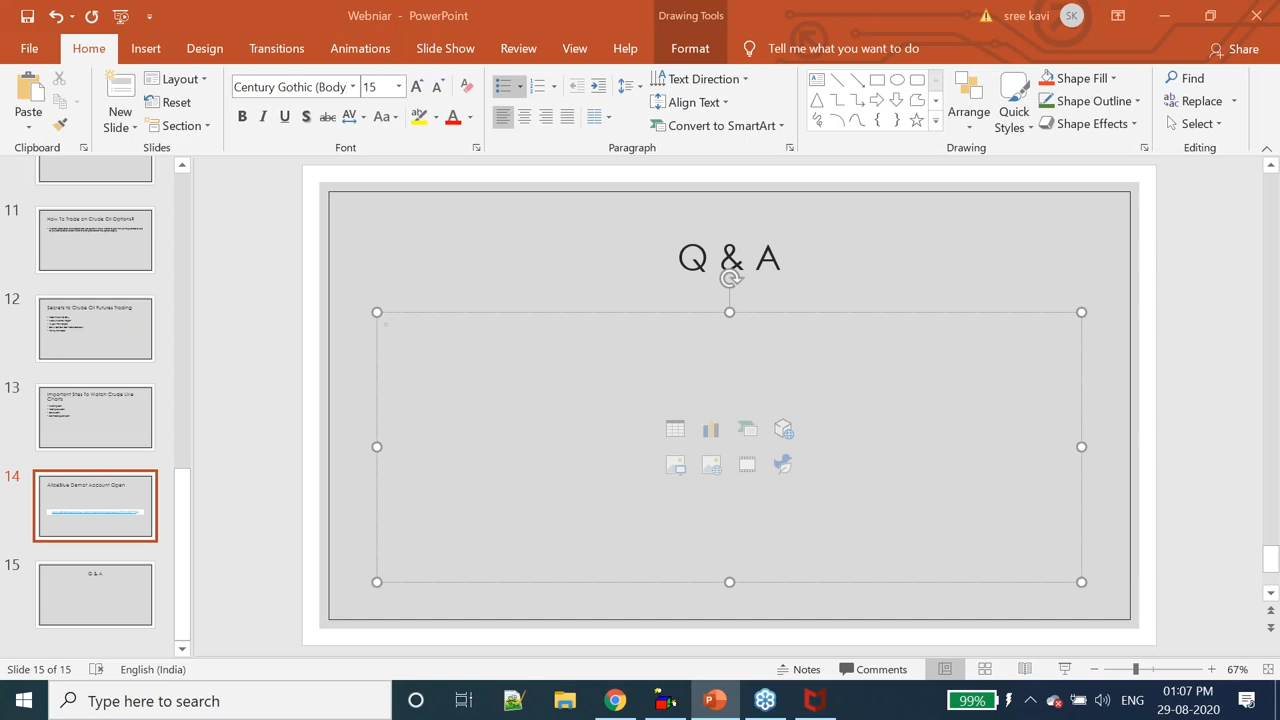 Webniar - PowerPoint
Drawing Tools
sree kavi
SK
File
Home
Insert
Design
Transitions
Animations
Slide Show
Review
View
Help
Format
Tell me what you want to do
Share
Paste
Clipboard
New Slide
Layout
Reset
Section
Slides
Century Gothic (Body
15
Font
Text Direction
Align Text
Convert to SmartArt
Paragraph
Arrange
Quick Styles
Shape Fill
Shape Outline
Shape Effects
Drawing
Find
Replace
Select
Editing
11
How To Trade on Crude Oil Options?
12
Secrets to Crude Oil Futures Trading
13
Important Sites To Watch Crude Live
Charts
14
AliceBlue Demat Account Open
15
Q & A
Q & A
Slide 15 of 15
English (India)
Notes
Comments
67%
Type here to search
99%
ENG
01:07 PM
29-08-2020